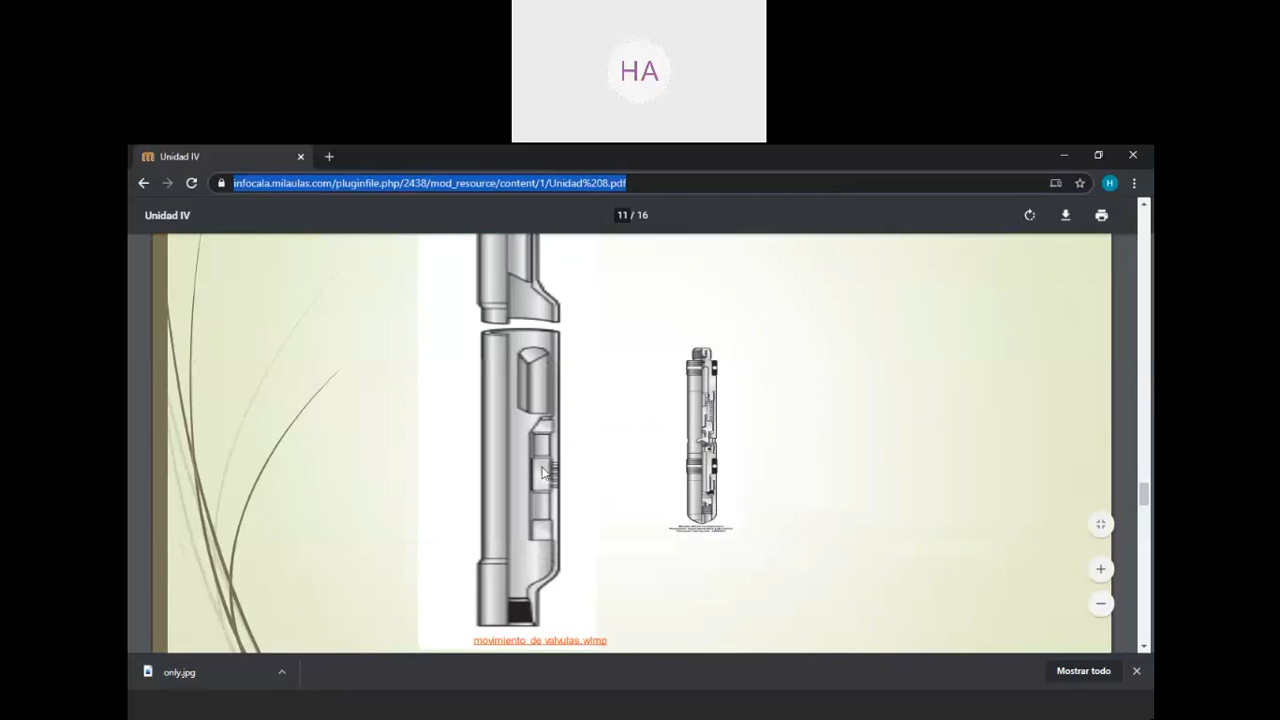 HA
Unidad IV
infocala.milaulas.com/pluginfile.php/2438/mod_resource/content/1/Unidad%208.pdf
H
Unidad IV
11 / 16
movimiento de valvulas.wlmp
only.jpg
Mostrar todo